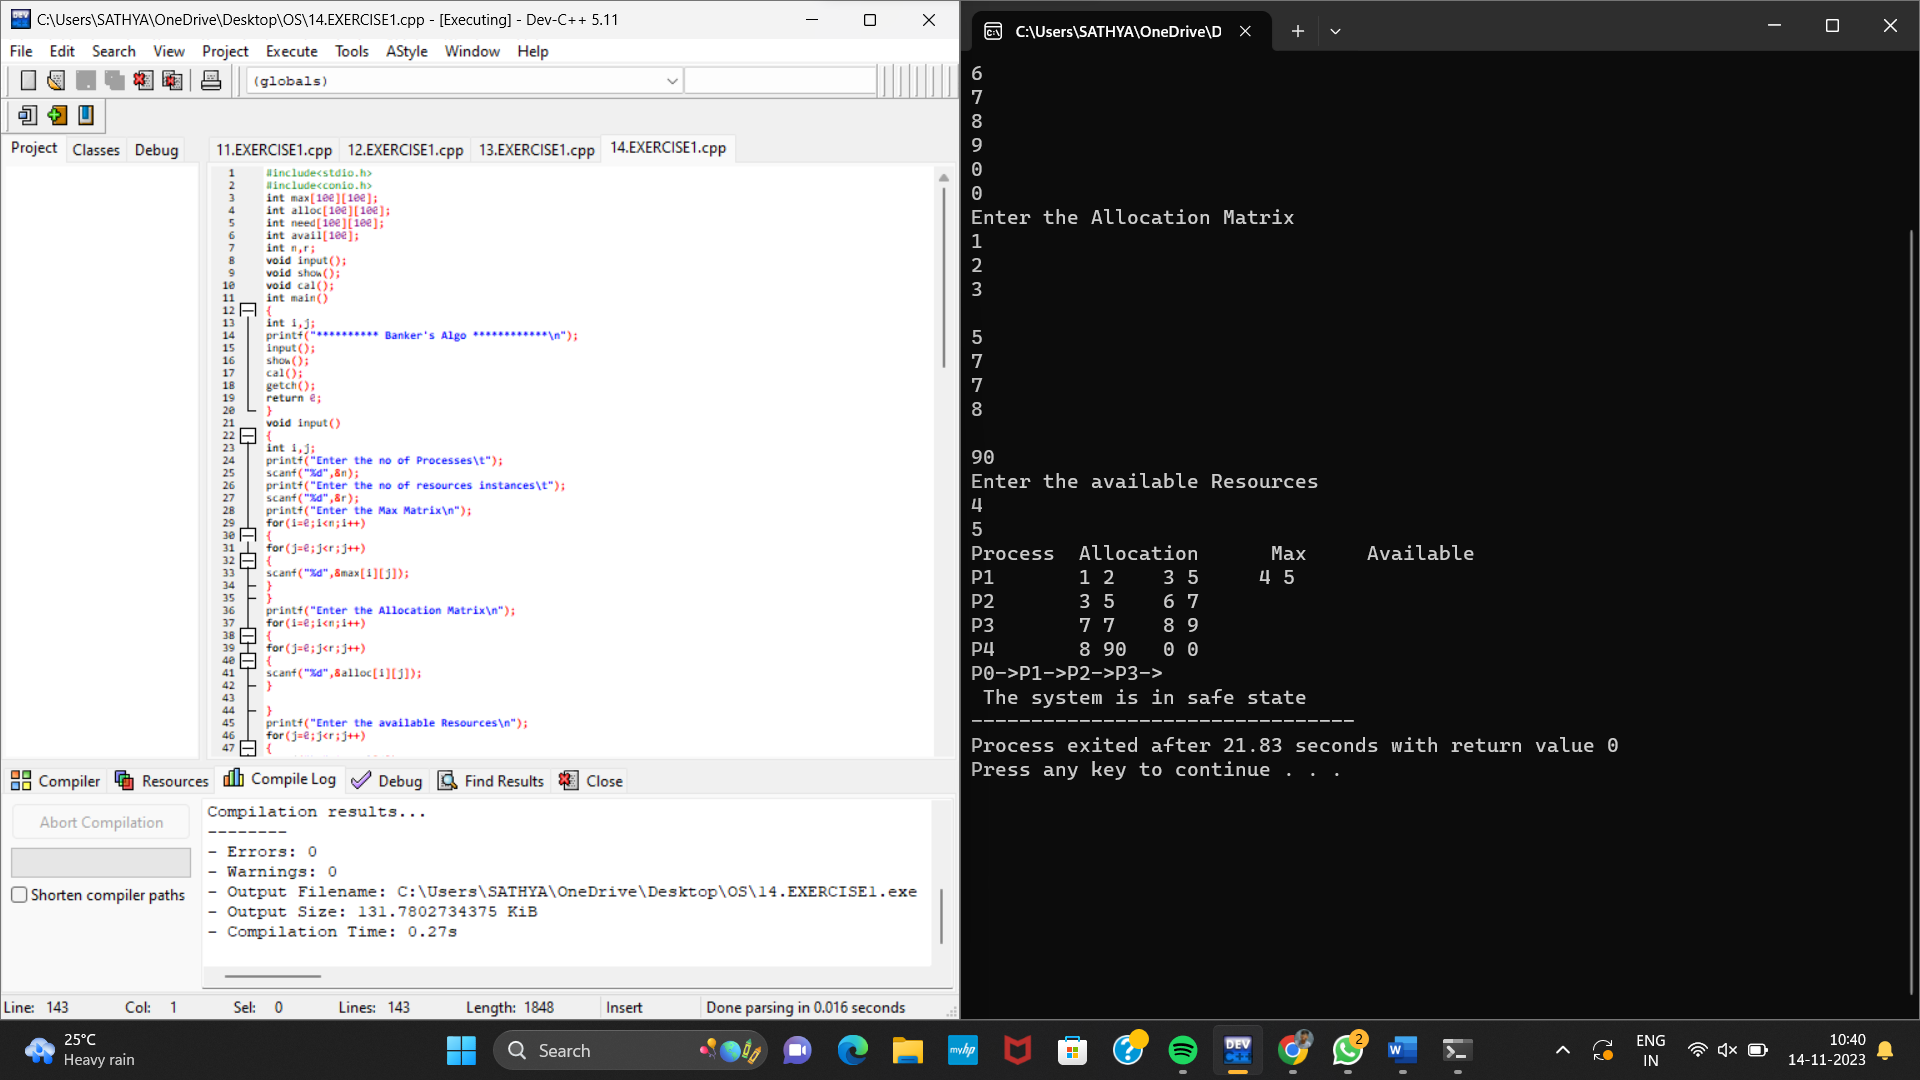 C:\Users\SATHYA\OneDrive\Desktop\OS\14.EXERCISE1.cpp - [Executing] - Dev-C++ 5.11
File Edit Search View Project Execute Tools AStyle Window Help
(globals)
Project Classes Debug
11.EXERCISE1.cpp 12.EXERCISE1.cpp 13.EXERCISE1.cpp 14.EXERCISE1.cpp
1 #include<stdio.h>
2 #include<conio.h>
3 int max[100][100];
4 int alloc[100][100];
5 int need[100][100];
6 int avail[100];
7 int n,r;
8 void input();
9 void show();
10 void cal();
11 int main()
12 {
13 int i,j;
14 printf("********** Banker's Algo ************\n");
15 input();
16 show();
17 cal();
18 getch();
19 return 0;
20 }
21 void input()
22 {
23 int i,j;
24 printf("Enter the no of Processes\t");
25 scanf("%d",&n);
26 printf("Enter the no of resources instances\t");
27 scanf("%d",&r);
28 printf("Enter the Max Matrix\n");
29 for(i=0;i<n;i++)
30 {
31 for(j=0;j<r;j++)
32 {
33 scanf("%d",&max[i][j]);
34 }
35 }
36 printf("Enter the Allocation Matrix\n");
37 for(i=0;i<n;i++)
38 {
39 for(j=0;j<r;j++)
40 {
41 scanf("%d",&alloc[i][j]);
42 }
43
44 }
45 printf("Enter the available Resources\n");
46 for(j=0;j<r;j++)
47 {
Compiler Resources Compile Log Debug Find Results Close
Abort Compilation
Shorten compiler paths
Compilation results...
--------
- Errors: 0
- Warnings: 0
- Output Filename: C:\Users\SATHYA\OneDrive\Desktop\OS\14.EXERCISE1.exe
- Output Size: 131.7802734375 KiB
- Compilation Time: 0.27s
Line: 143 Col: 1 Sel: 0 Lines: 143 Length: 1848 Insert Done parsing in 0.016 seconds
C:\Users\SATHYA\OneDrive\D
6
7
8
9
0
0
Enter the Allocation Matrix
1
2
3
5
7
7
8
90
Enter the available Resources
4
5
Process Allocation Max Available
P1 1 2 3 5 4 5
P2 3 5 6 7
P3 7 7 8 9
P4 8 90 0 0
P0->P1->P2->P3->
The system is in safe state
--------------------------------
Process exited after 21.83 seconds with return value 0
Press any key to continue . . .
25°C
Heavy rain
Search
myhp
DEV
C++
2
W
ENG
IN
10:40
14-11-2023